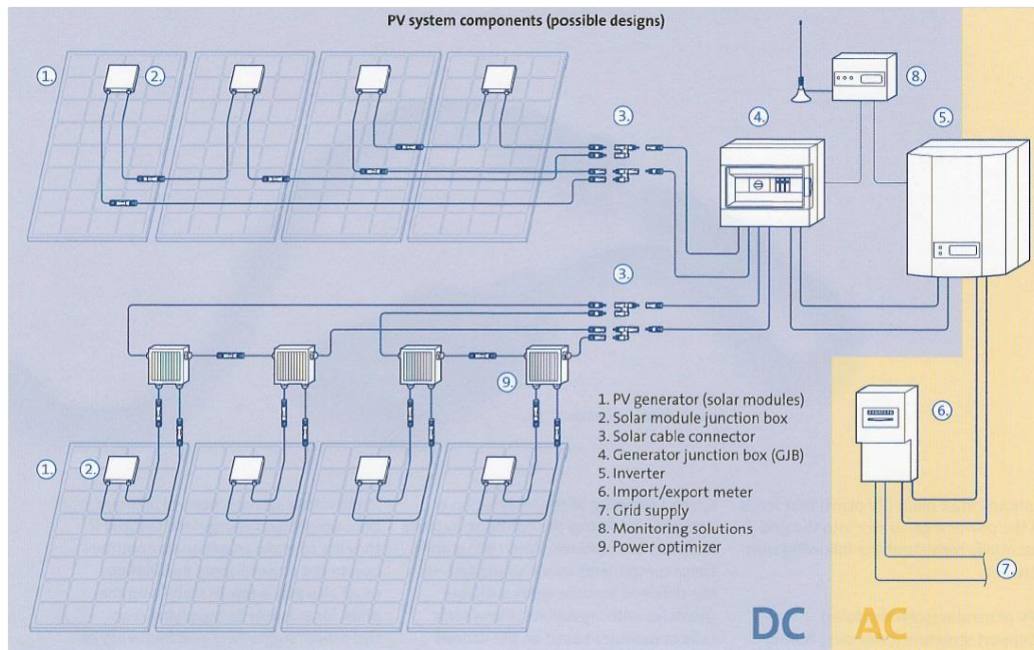 PV system components (possible designs)
1.
2.
3.
4.
8.
5.
3.
9.
6.
1.
2.
7.
1. PV generator (solar modules)
2. Solar module junction box
3. Solar cable connector
4. Generator junction box (GJB)
5. Inverter
6. Import/export meter
7. Grid supply
8. Monitoring solutions
9. Power optimizer
DC AC